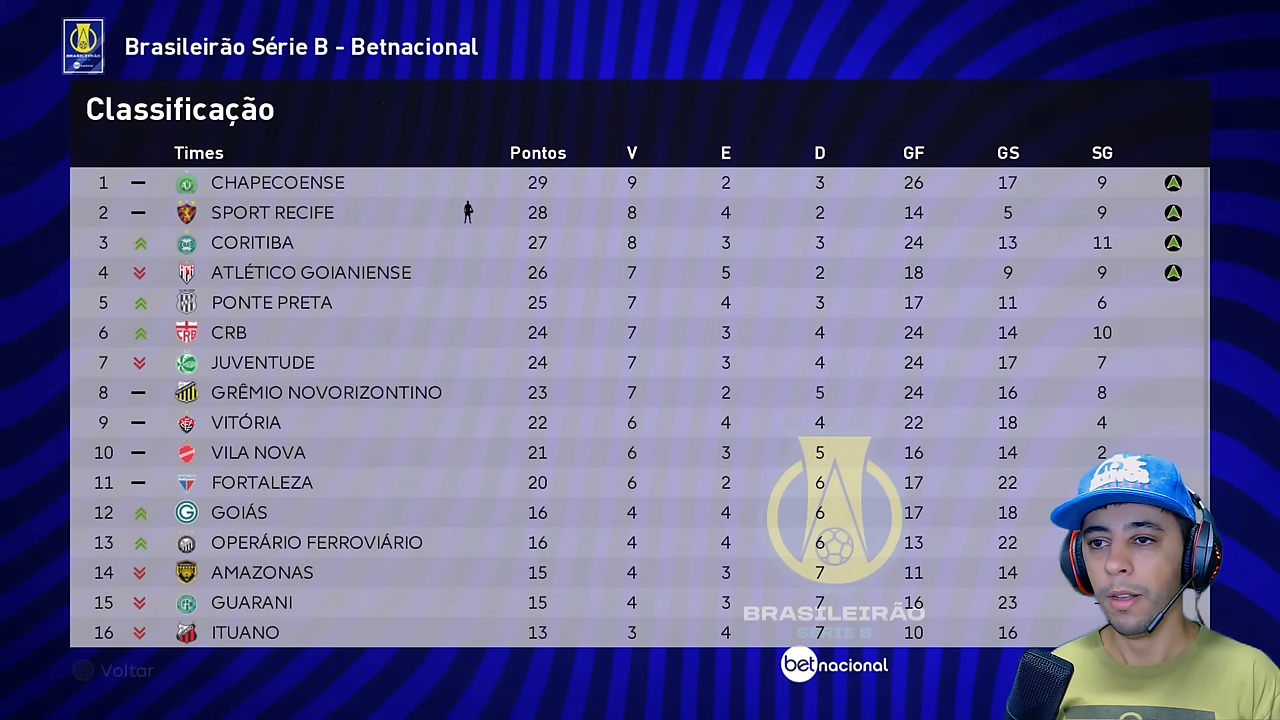 Brasileirão Série B - Betnacional
Classificação
Times Pontos V E D GF GS SG
1 CHAPECOENSE 29 9 2 3 26 17 9
2 SPORT RECIFE 28 8 4 2 14 5 9
3 CORITIBA 27 8 3 3 24 13 11
4 ATLÉTICO GOIANIENSE 26 7 5 2 18 9 9
5 PONTE PRETA 25 7 4 3 17 11 6
6 CRB 24 7 3 4 24 14 10
7 JUVENTUDE 24 7 3 4 24 17 7
8 GRÊMIO NOVORIZONTINO 23 7 2 5 24 16 8
9 VITÓRIA 22 6 4 4 22 18 4
10 VILA NOVA 21 6 3 5 16 14 2
11 FORTALEZA 20 6 2 6 17 22
12 GOIÁS 16 4 4 6 17 18
13 OPERÁRIO FERROVIÁRIO 16 4 4 6 13 22
14 AMAZONAS 15 4 3 7 11 14
15 GUARANI 15 4 3 7 16 23
BRASILEIRÃO
16 ITUANO 13 3 4 7 10 16
SÉRIE B
betnacional
Voltar